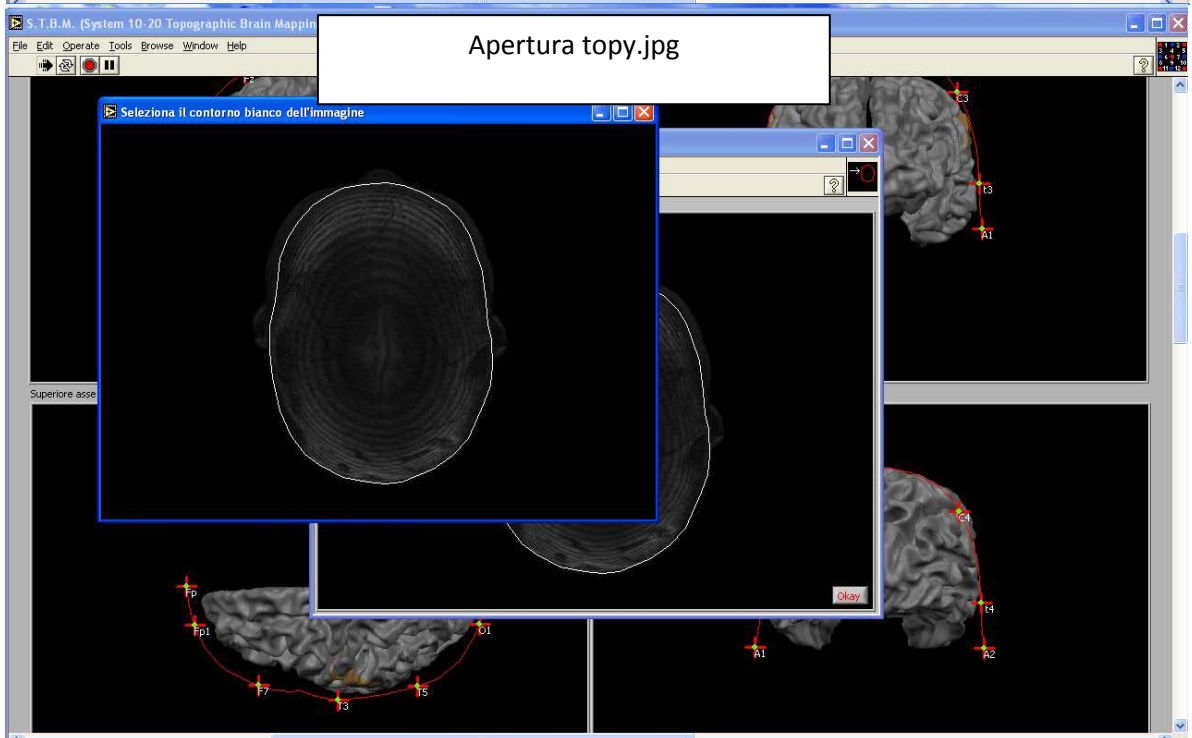 S.T.B.M. (System 10-20 Topographic Brain Mappin
Apertura topy.jpg
File Edit Operate Tools Browse Window Help
Seleziona il contorno bianco dell'immagine
C3
t3
A1
Superiore asse
C4
Fp
Fp1
O1
Okay
t4
A1
A2
F7
T5
T3